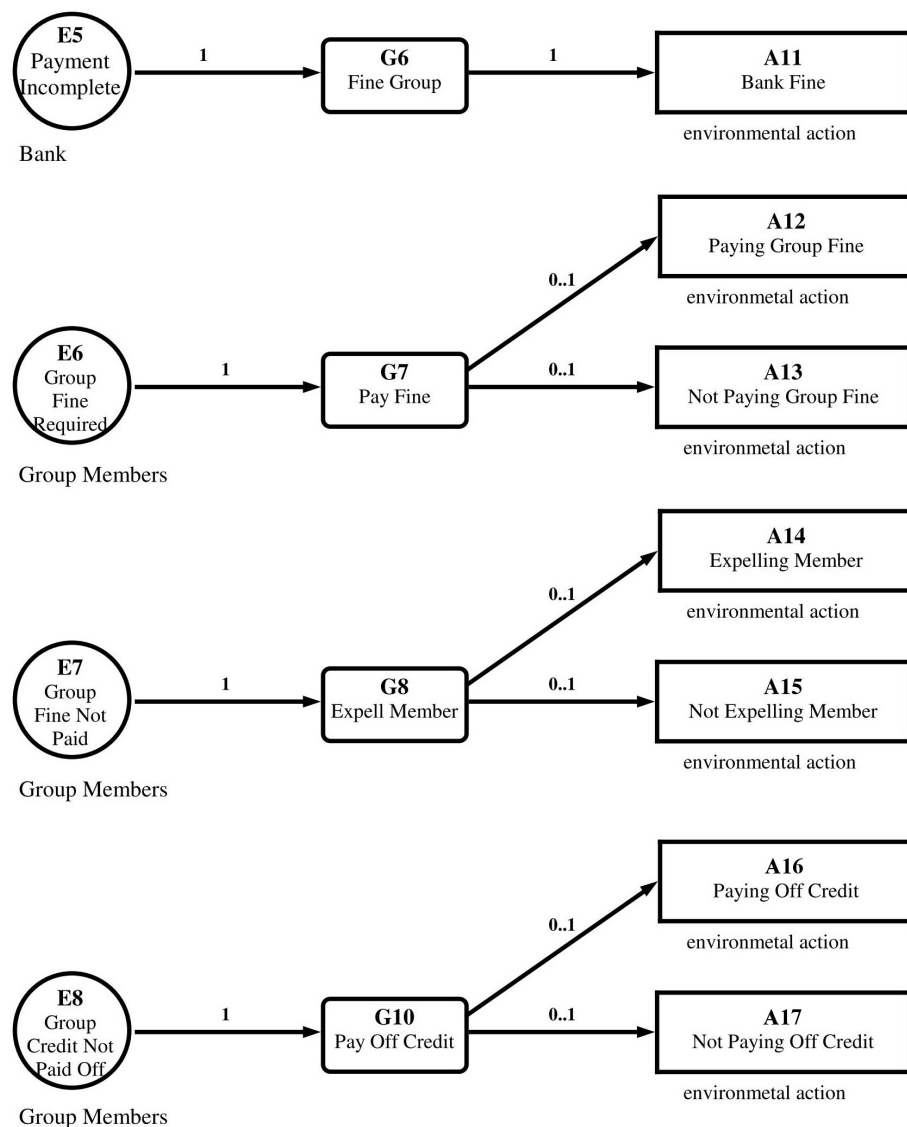 E5
Payment
Incomplete
Bank
1
G6
Fine Group
1
A11
Bank Fine
environmental action
E6
Group
Fine
Required
Group Members
1
G7
Pay Fine
0..1
A12
Paying Group Fine
environmetal action
0..1
A13
Not Paying Group Fine
environmetal action
E7
Group
Fine Not
Paid
Group Members
1
G8
Expell Member
0..1
A14
Expelling Member
environmental action
0..1
A15
Not Expelling Member
environmental action
E8
Group
Credit Not
Paid Off
Group Members
1
G10
Pay Off Credit
0..1
A16
Paying Off Credit
environmetal action
0..1
A17
Not Paying Off Credit
environmetal action